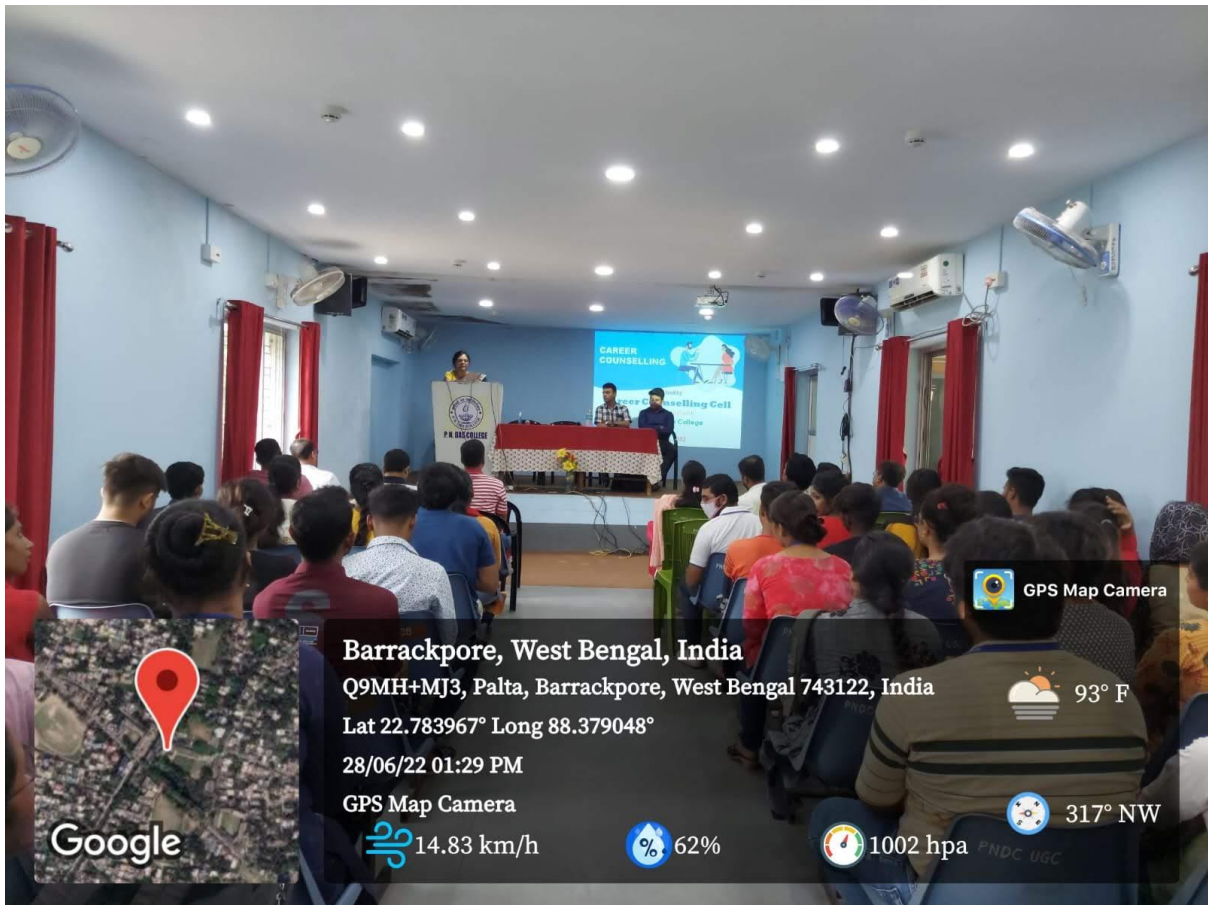 CAREER
COUNSELLING
Counselling Cell
College
P. N. DAS COLLEGE
GPS Map Camera
Barrackpore, West Bengal, India
Q9MH+MJ3, Palta, Barrackpore, West Bengal 743122, India
Lat 22.783967° Long 88.379048°
28/06/22 01:29 PM
GPS Map Camera
93° F
317° NW
14.83 km/h
62%
1002 hpa
Google
PNDC UGC